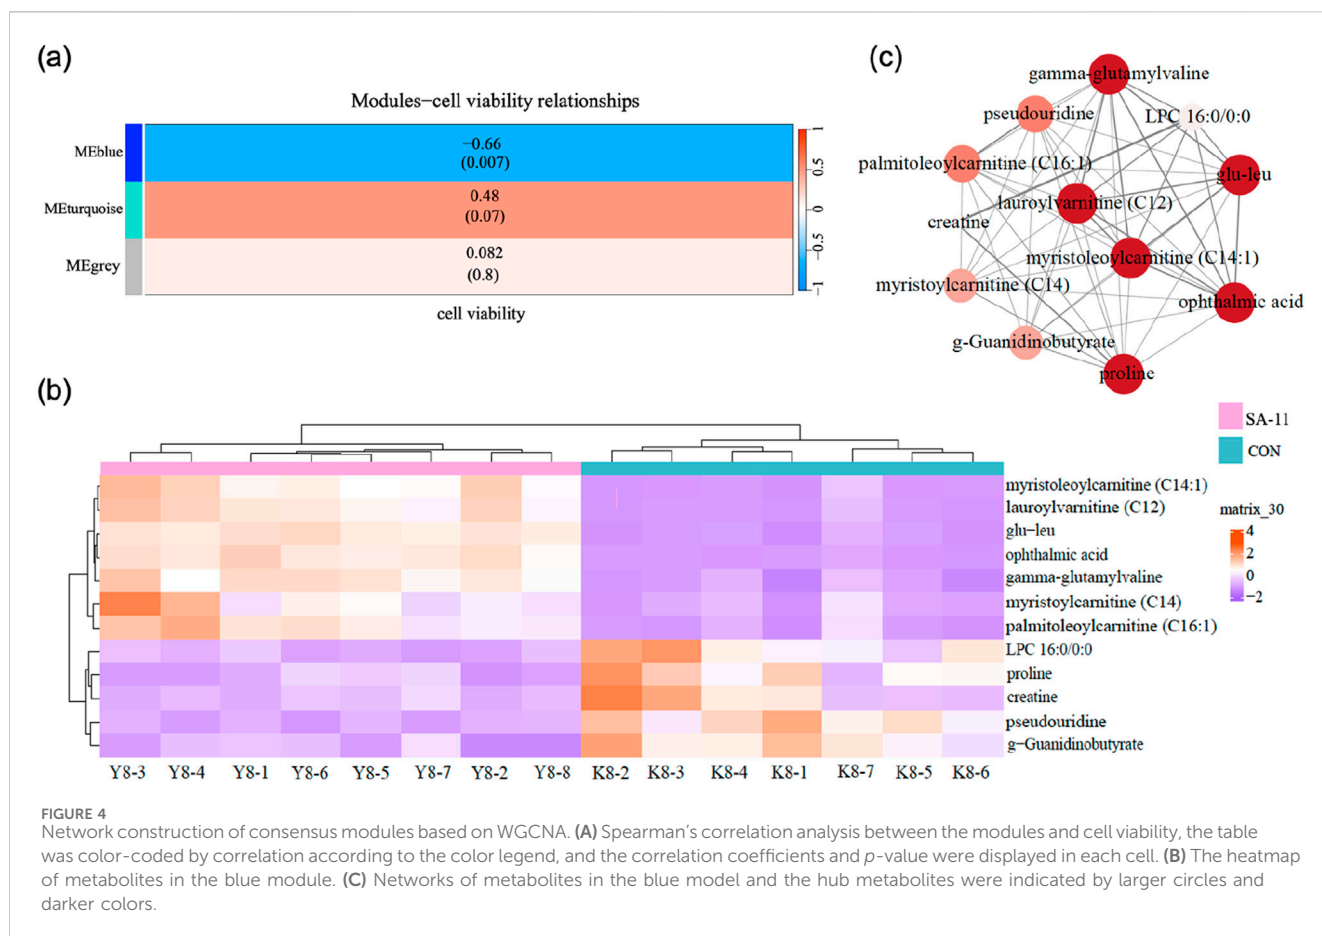 (a)
Modules−cell viability relationships
MEblue
−0.66
(0.007)
MEturquoise
0.48
(0.07)
MEgrey
0.082
(0.8)
1
0.5
0
−0.5
−1
cell viability
(c)
gamma-glutamylvaline
pseudouridine
LPC 16:0/0:0
palmitoleoylcarnitine (C16:1)
glu-leu
lauroylvarnitine (C12)
creatine
myristoleoylcarnitine (C14:1)
myristoylcarnitine (C14)
ophthalmic acid
g-Guanidinobutyrate
proline
(b)
SA-11
CON
myristoleoylcarnitine (C14:1)
lauroylvarnitine (C12)
glu−leu
ophthalmic acid
gamma-glutamylvaline
myristoylcarnitine (C14)
palmitoleoylcarnitine (C16:1)
LPC 16:0/0:0
proline
creatine
pseudouridine
g−Guanidinobutyrate
matrix_30
4
2
0
−2
Y8-3 Y8-4 Y8-1 Y8-6 Y8-5 Y8-7 Y8-2 Y8-8 K8-2 K8-3 K8-4 K8-1 K8-7 K8-5 K8-6
FIGURE 4
Network construction of consensus modules based on WGCNA. (A) Spearman's correlation analysis between the modules and cell viability, the table
was color-coded by correlation according to the color legend, and the correlation coefficients and p-value were displayed in each cell. (B) The heatmap
of metabolites in the blue module. (C) Networks of metabolites in the blue model and the hub metabolites were indicated by larger circles and
darker colors.